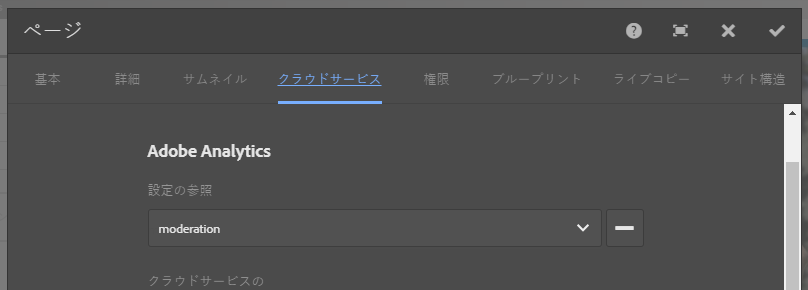 ページ
基本 詳細 サムネイル クラウドサービス 権限 ブループリント ライブコピー サイト構造
Adobe Analytics
設定の参照
moderation
クラウドサービスの